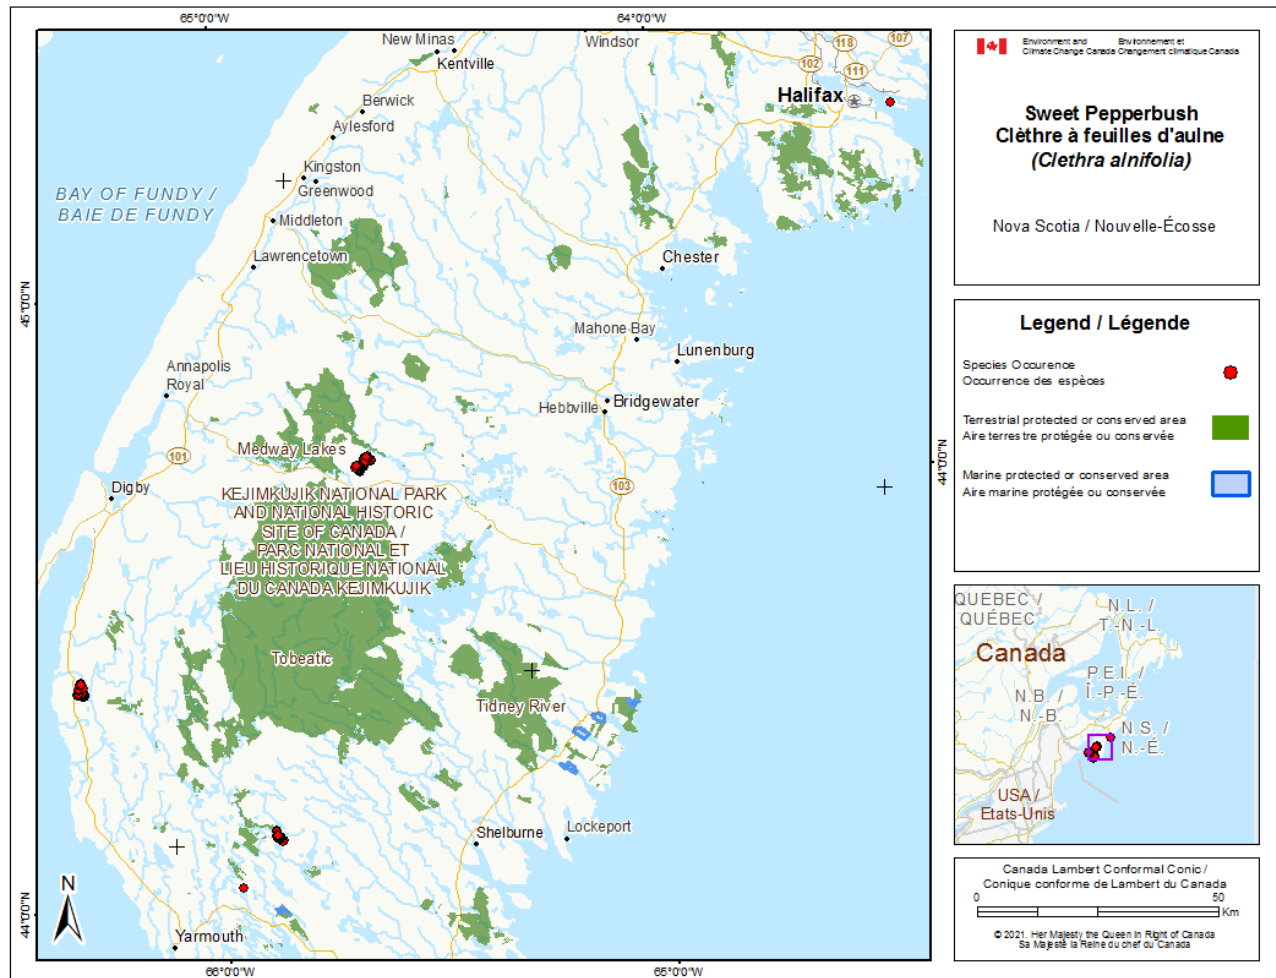 65°0'0"W
64°0'0"W
New Minas
Kentville
Windsor
118
107
102
111
Halifax
Berwick
Aylesford
Kingston
Greenwood
BAY OF FUNDY /
BAIE DE FUNDY
Middleton
Lawrencetown
Chester
45°0'0"N
Mahone Bay
Lunenburg
Annapolis
Royal
Bridgewater
Hebbville
101
Medway Lakes
44°0'0"N
Digby
103
KEJIMKUJIK NATIONAL PARK
AND NATIONAL HISTORIC
SITE OF CANADA /
PARC NATIONAL ET
LIEU HISTORIQUE NATIONAL
DU CANADA KEJIMKUJIK
Tobeatic
Tidney River
Shelburne
Lockeport
N
44°0'0"N
Yarmouth
66°0'0"W
65°0'0"W
Environment and
Climate Change Canada
Environnement et
Changement climatique Canada
Sweet Pepperbush
Clèthre à feuilles d'aulne
(Clethra alnifolia)
Nova Scotia / Nouvelle-Écosse
Legend / Légende
Species Occurence
Occurrence des espèces
Terrestrial protected or conserved area
Aire terrestre protégée ou conservée
Marine protected or conserved area
Aire marine protégée ou conservée
QUEBEC /
QUÉBEC
N.L. /
T.-N.-L.
Canada
P.E.I. /
Î.-P.-É.
N.B. /
N.-B.
N.S. /
N.-É.
USA /
Etats-Unis
Canada Lambert Conformal Conic /
Conique conforme de Lambert du Canada
0
50
Km
© 2021. Her Majesty the Queen in Right of Canada
Sa Majesté la Reine du chef du Canada